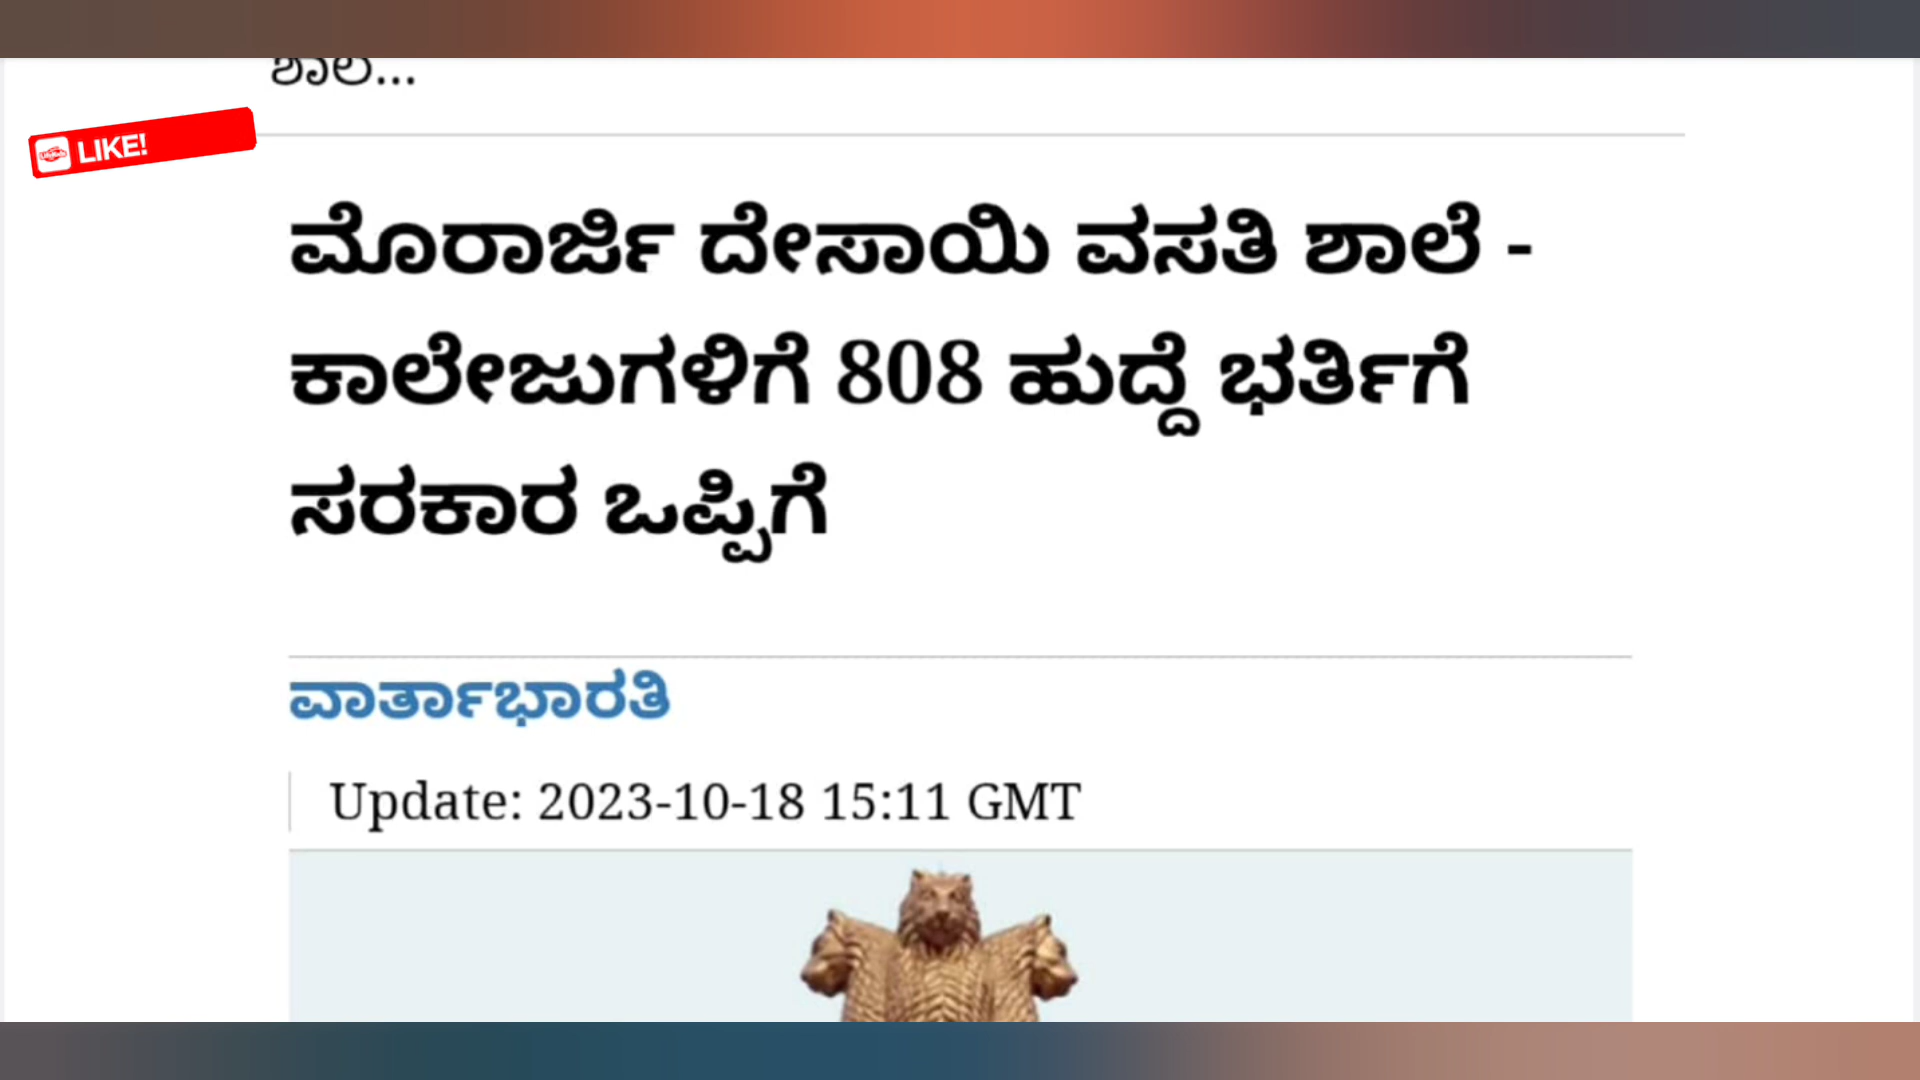 ಶಾಲೆ...
LIKE!
ಮೊರಾರ್ಜಿ ದೇಸಾಯಿ ವಸತಿ ಶಾಲೆ -
ಕಾಲೇಜುಗಳಿಗೆ 808 ಹುದ್ದೆ ಭರ್ತಿಗೆ
ಸರಕಾರ ಒಪ್ಪಿಗೆ
ವಾರ್ತಾಭಾರತಿ
Update: 2023-10-18 15:11 GMT